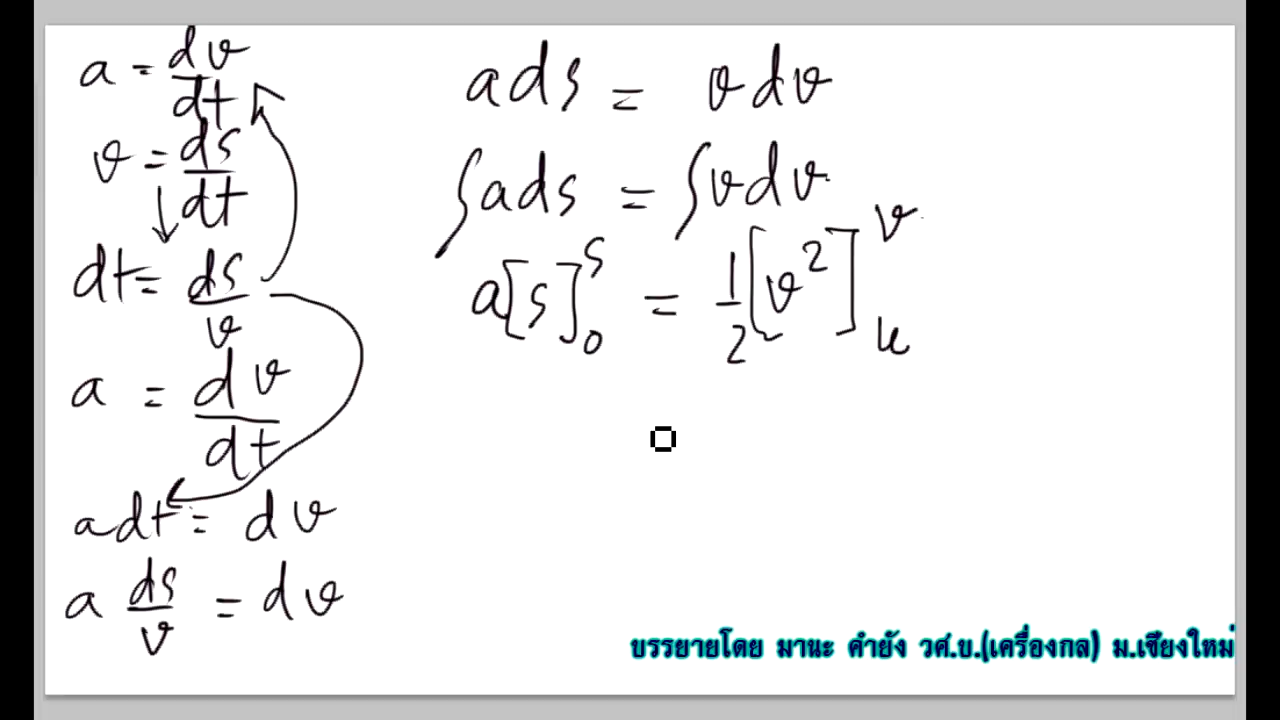 a = dv/dt
v = ds/dt
dt = ds/v
a = dv/dt
adt = dv
a ds/v = dv
ads = vdv
∫ads = ∫vdv
a[s]₀ˢ = 1/2[v²]ᵤᵛ
บรรยายโดย มานะ คำยัง วศ.บ.(เครื่องกล) ม.เชียงใหม่